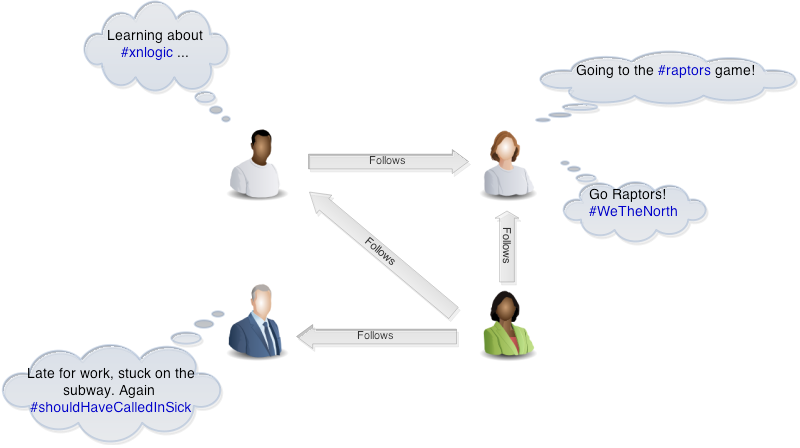 Learning about
#xnlogic ...
Going to the #raptors game!
Follows
Go Raptors!
#WeTheNorth
Follows
Follows
Follows
Late for work, stuck on the
subway. Again
#shouldHaveCalledInSick